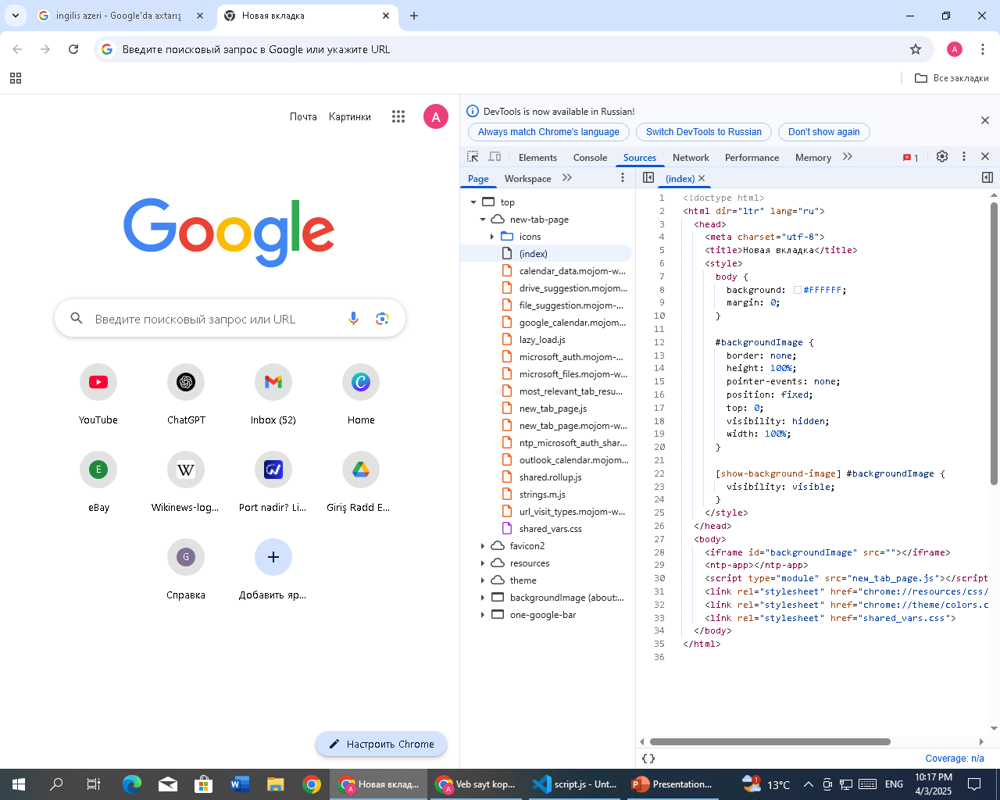 ingilis azeri - Google'da axtarış
Новая вкладка
Введите поисковый запрос в Google или укажите URL
A
Все закладки
Почта
Картинки
A
Google
Введите поисковый запрос или URL
YouTube
ChatGPT
Inbox (52)
Home
E
W
eBay
Wikinews-log...
Port nədir? Li...
Giriş Rədd E...
G
Справка
Добавить яр...
Настроить Chrome
DevTools is now available in Russian!
Always match Chrome's language
Switch DevTools to Russian
Don't show again
Elements
Console
Sources
Network
Performance
Memory
1
Page
Workspace
(index)
top
new-tab-page
icons
(index)
calendar_data.mojom-w...
drive_suggestion.mojom...
file_suggestion.mojom-...
google_calendar.mojom...
lazy_load.js
microsoft_auth.mojom-...
microsoft_files.mojom-w...
most_relevant_tab_resu...
new_tab_page.js
new_tab_page.mojom-w...
ntp_microsoft_auth_shar...
outlook_calendar.mojom...
shared.rollup.js
strings.m.js
url_visit_types.mojom-w...
shared_vars.css
favicon2
resources
theme
backgroundImage (about:...
one-google-bar
1 <!doctype html>
2 <html dir="ltr" lang="ru">
3 <head>
4 <meta charset="utf-8">
5 <title>Новая вкладка</title>
6 <style>
7 body {
8 background: #FFFFFF;
9 margin: 0;
10 }
11
12 #backgroundImage {
13 border: none;
14 height: 100%;
15 pointer-events: none;
16 position: fixed;
17 top: 0;
18 visibility: hidden;
19 width: 100%;
20 }
21
22 [show-background-image] #backgroundImage {
23 visibility: visible;
24 }
25 </style>
26 </head>
27 <body>
28 <iframe id="backgroundImage" src=""></iframe>
29 <ntp-app></ntp-app>
30 <script type="module" src="new_tab_page.js"></script
31 <link rel="stylesheet" href="chrome://resources/css/
32 <link rel="stylesheet" href="chrome://theme/colors.c
33 <link rel="stylesheet" href="shared_vars.css">
34 </body>
35 </html>
36
{}
Coverage: n/a
Новая вклад...
Veb sayt kop...
script.js - Unt...
Presentation...
1
13°C
ENG
10:17 PM
4/3/2025